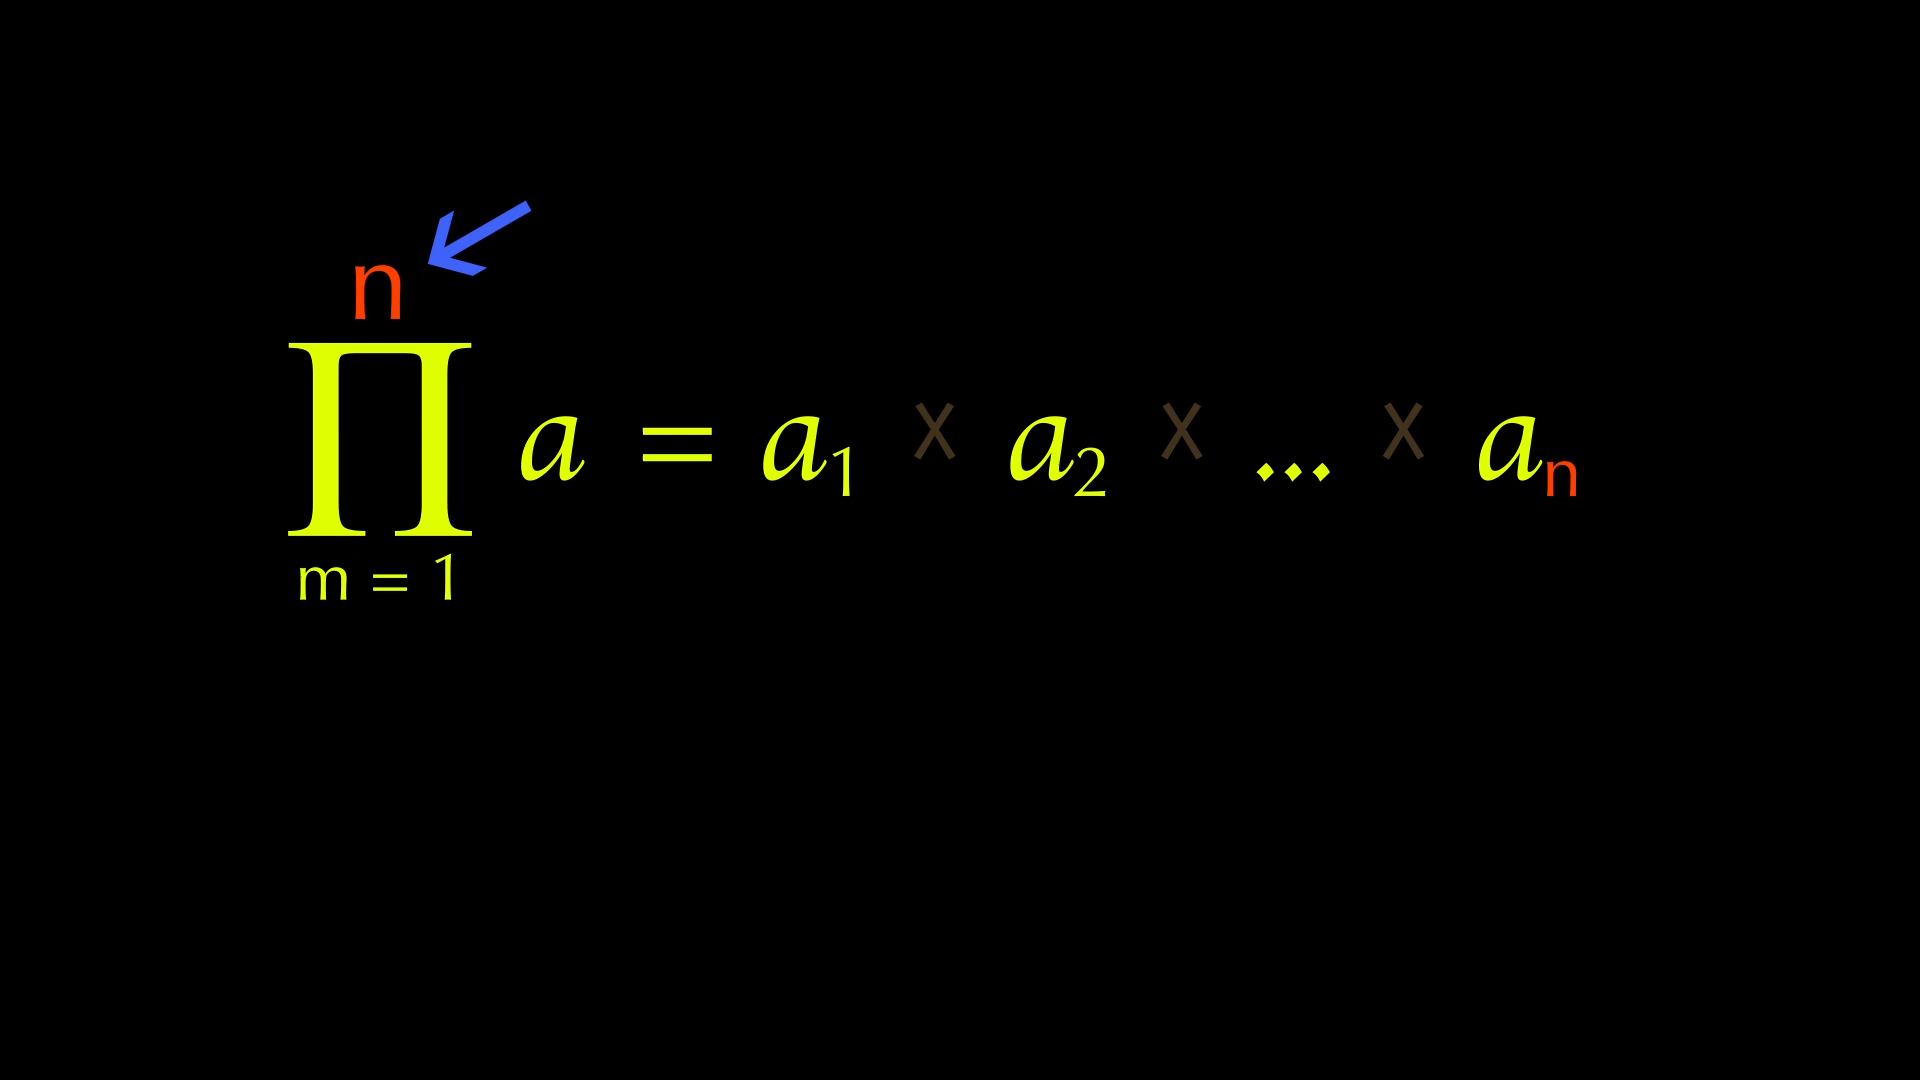 n
∏ a = a₁ × a₂ × ... × aₙ
m = 1